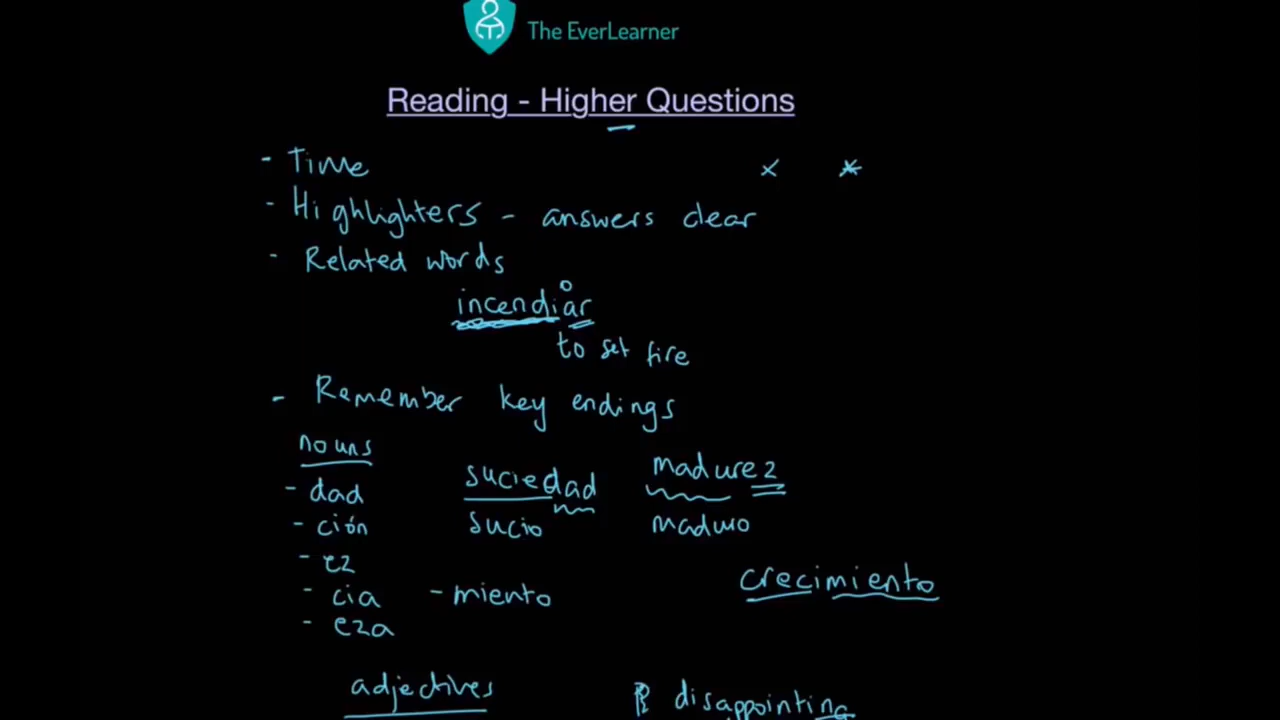 The EverLearner
Reading - Higher Questions
- Time
- Highlighters - answers clear
- Related words
incendiar
o
to set fire
- Remember key endings
nouns
- dad
- ción
- ez
- cia
- eza
- miento
suciedad
sucio
madurez
maduro
crecimiento
adjectives
disappointing